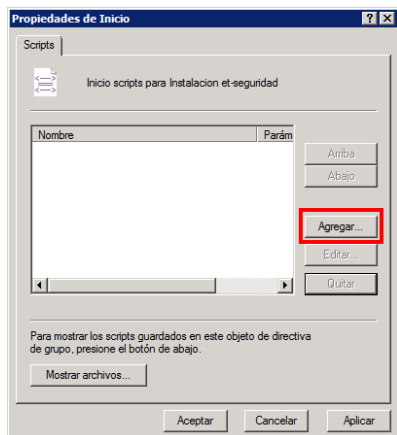 Propiedades de Inicio
Scripts
Inicio scripts para Instalacion et-seguridad
Nombre
Parám
Arriba
Abajo
Agregar...
Editar...
Quitar
Para mostrar los scripts guardados en este objeto de directiva
de grupo, presione el botón de abajo.
Mostrar archivos...
Aceptar
Cancelar
Aplicar